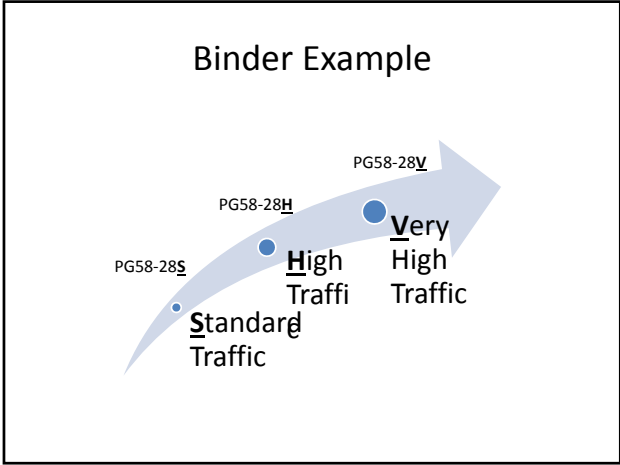 Binder Example
PG58-28V
PG58-28H
PG58-28S
Very
High
Traffic
High
Traffi
c
Standard
Traffic